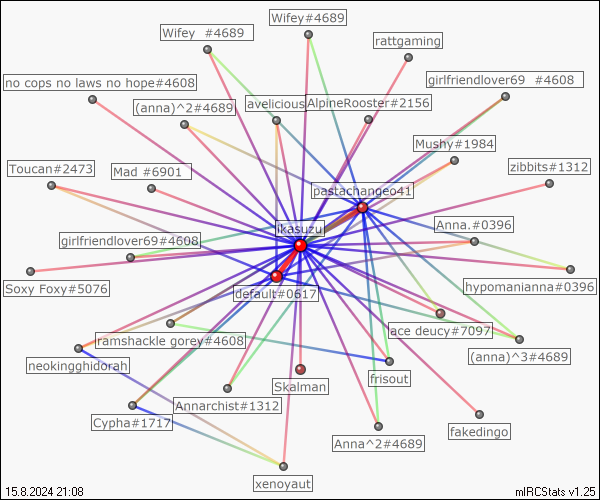 Wifey#4689
Wifey  #4689
rattgaming
no cops no laws no hope#4608
girlfriendlover69  #4608
(anna)^2#4689
avelicious
AlpineRooster#2156
Mushy#1984
Toucan#2473
Mad #6901
zibbits#1312
pastachangeo41
ikasuzu
Anna.#0396
girlfriendlover69#4608
Soxy Foxy#5076
default#0617
hypomanianna#0396
ace deucy#7097
ramshackle gorey#4608
(anna)^3#4689
neokingghidorah
Skalman
frisout
Annarchist#1312
Cypha#1717
Anna^2#4689
fakedingo
xenoyaut
15.8.2024 21:08
mIRCStats v1.25